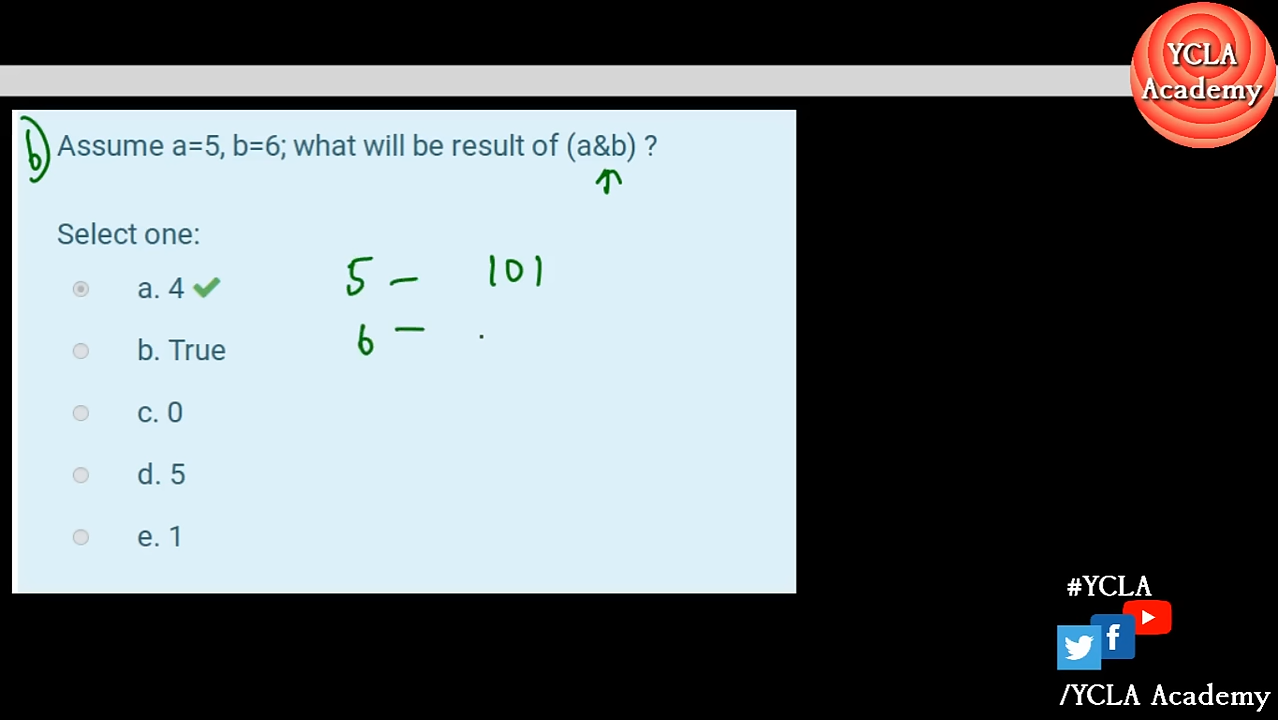 YCLA
Academy
b) Assume a=5, b=6; what will be result of (a&b) ?
Select one:
a. 4
b. True
c. 0
d. 5
e. 1
5 – 101
6 –
#YCLA
f
/YCLA Academy